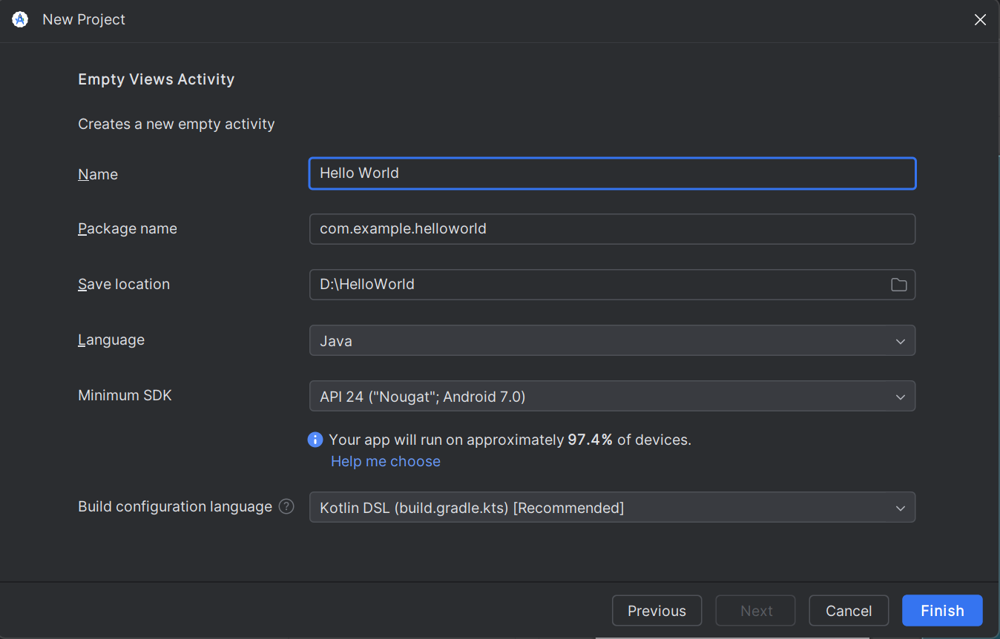 New Project
Empty Views Activity
Creates a new empty activity
Name
Hello World
Package name
com.example.helloworld
Save location
D:\HelloWorld
Language
Java
Minimum SDK
API 24 ("Nougat"; Android 7.0)
Your app will run on approximately 97.4% of devices.
Help me choose
Build configuration language ?
Kotlin DSL (build.gradle.kts) [Recommended]
Previous
Next
Cancel
Finish